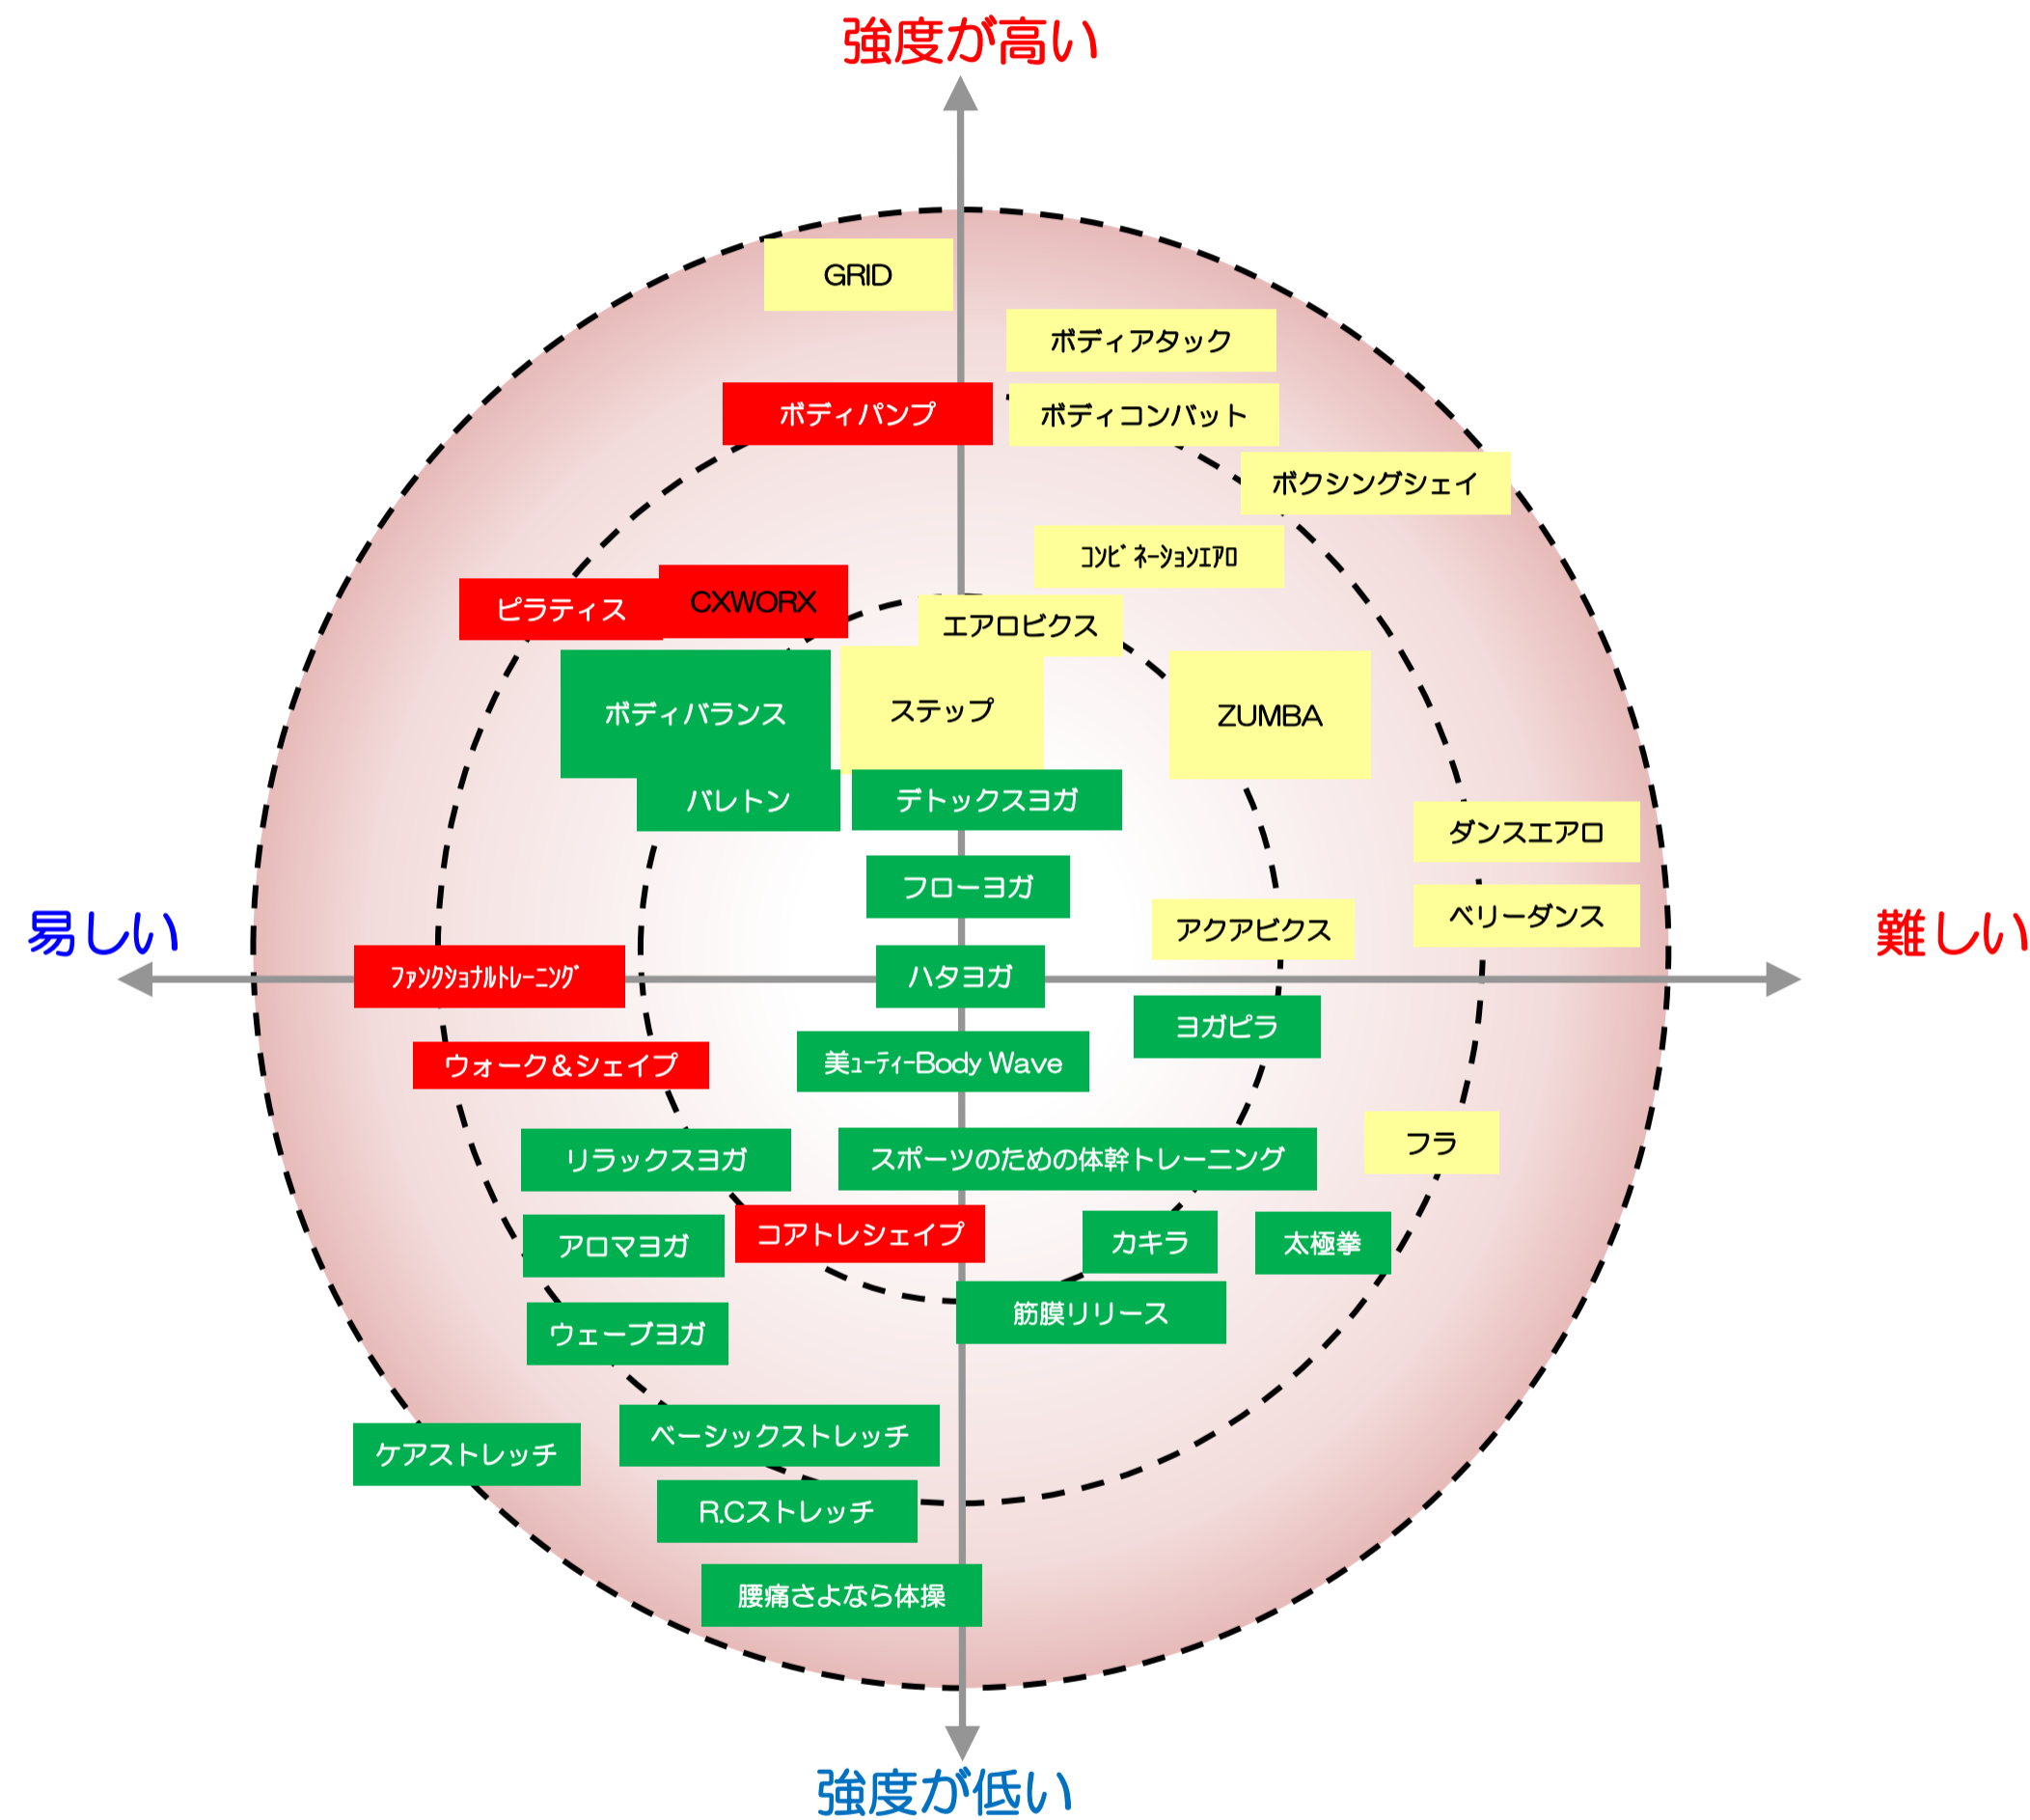 強度が高い
GRID
ボディアタック
ボディパンプ
ボディコンバット
ボクシングシェイ
ｺﾝﾋﾞﾈｰｼｮﾝｴｱﾛ
CXWORX
ピラティス
エアロビクス
ボディバランス
ステップ
ZUMBA
バレトン
デトックスヨガ
ダンスエアロ
フローヨガ
ベリーダンス
アクアビクス
易しい
難しい
ﾌｧﾝｸｼｮﾅﾙﾄﾚｰﾆﾝｸﾞ
ハタヨガ
ヨガピラ
ウォーク＆シェイプ
美ｭｰﾃｨｰBody Wave
フラ
リラックスヨガ
スポーツのための体幹トレーニング
コアトレシェイプ
アロマヨガ
カキラ
太極拳
筋膜リリース
ウェーブヨガ
ベーシックストレッチ
ケアストレッチ
R.Cストレッチ
腰痛さよなら体操
強度が低い